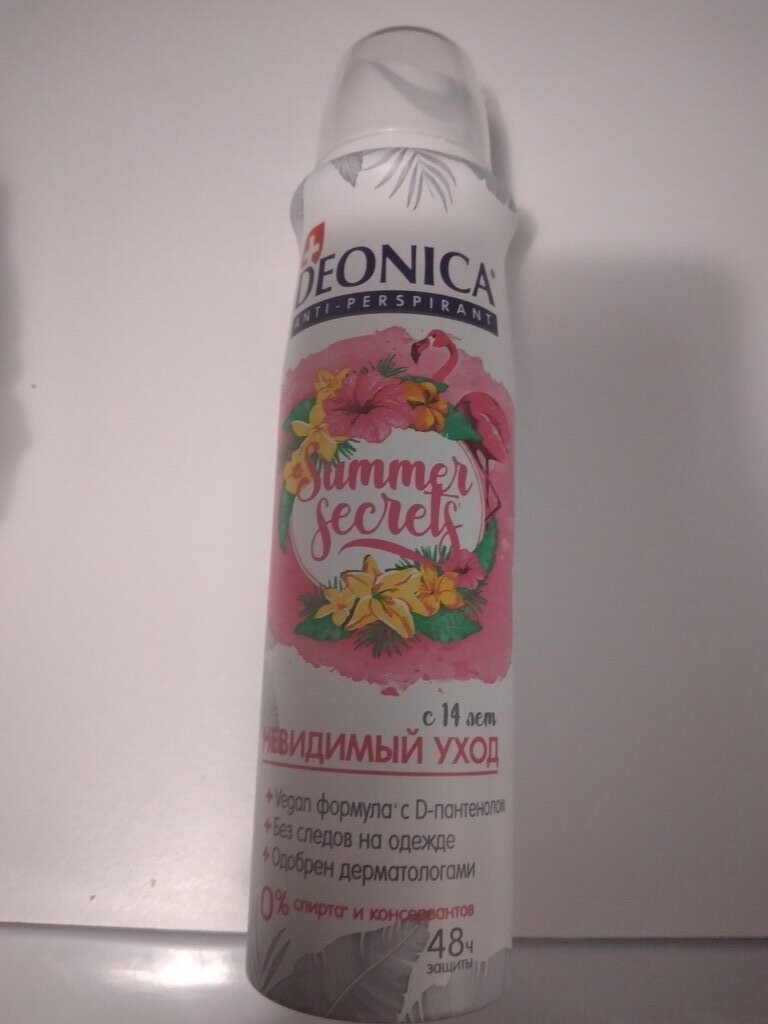 DEONICA®
ANTI-PERSPIRANT
Summer
secrets
с 14 лет
НЕВИДИМЫЙ УХОД
+ Vegan формула* с D-пантенолом
+ Без следов на одежде
+ Одобрен дерматологами
0% спирта* и консервантов
48ч
защиты